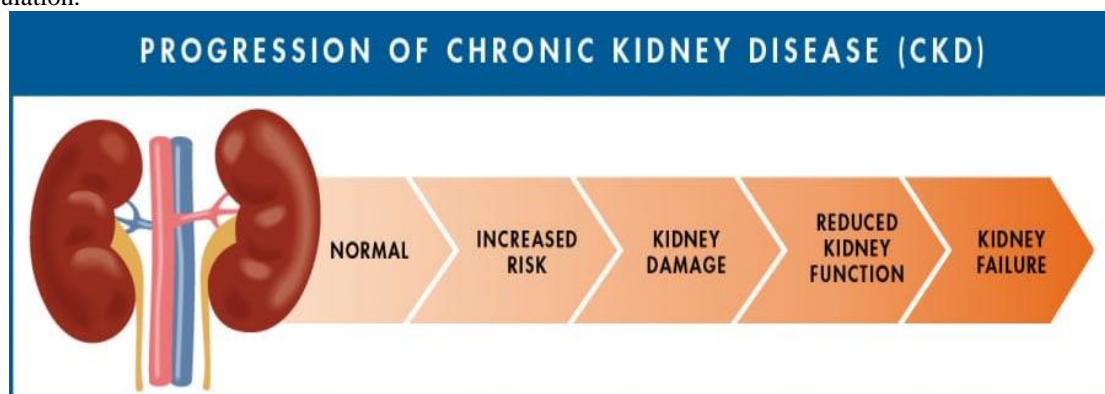 PROGRESSION OF CHRONIC KIDNEY DISEASE (CKD)
NORMAL
INCREASED
RISK
KIDNEY
DAMAGE
REDUCED
KIDNEY
FUNCTION
KIDNEY
FAILURE